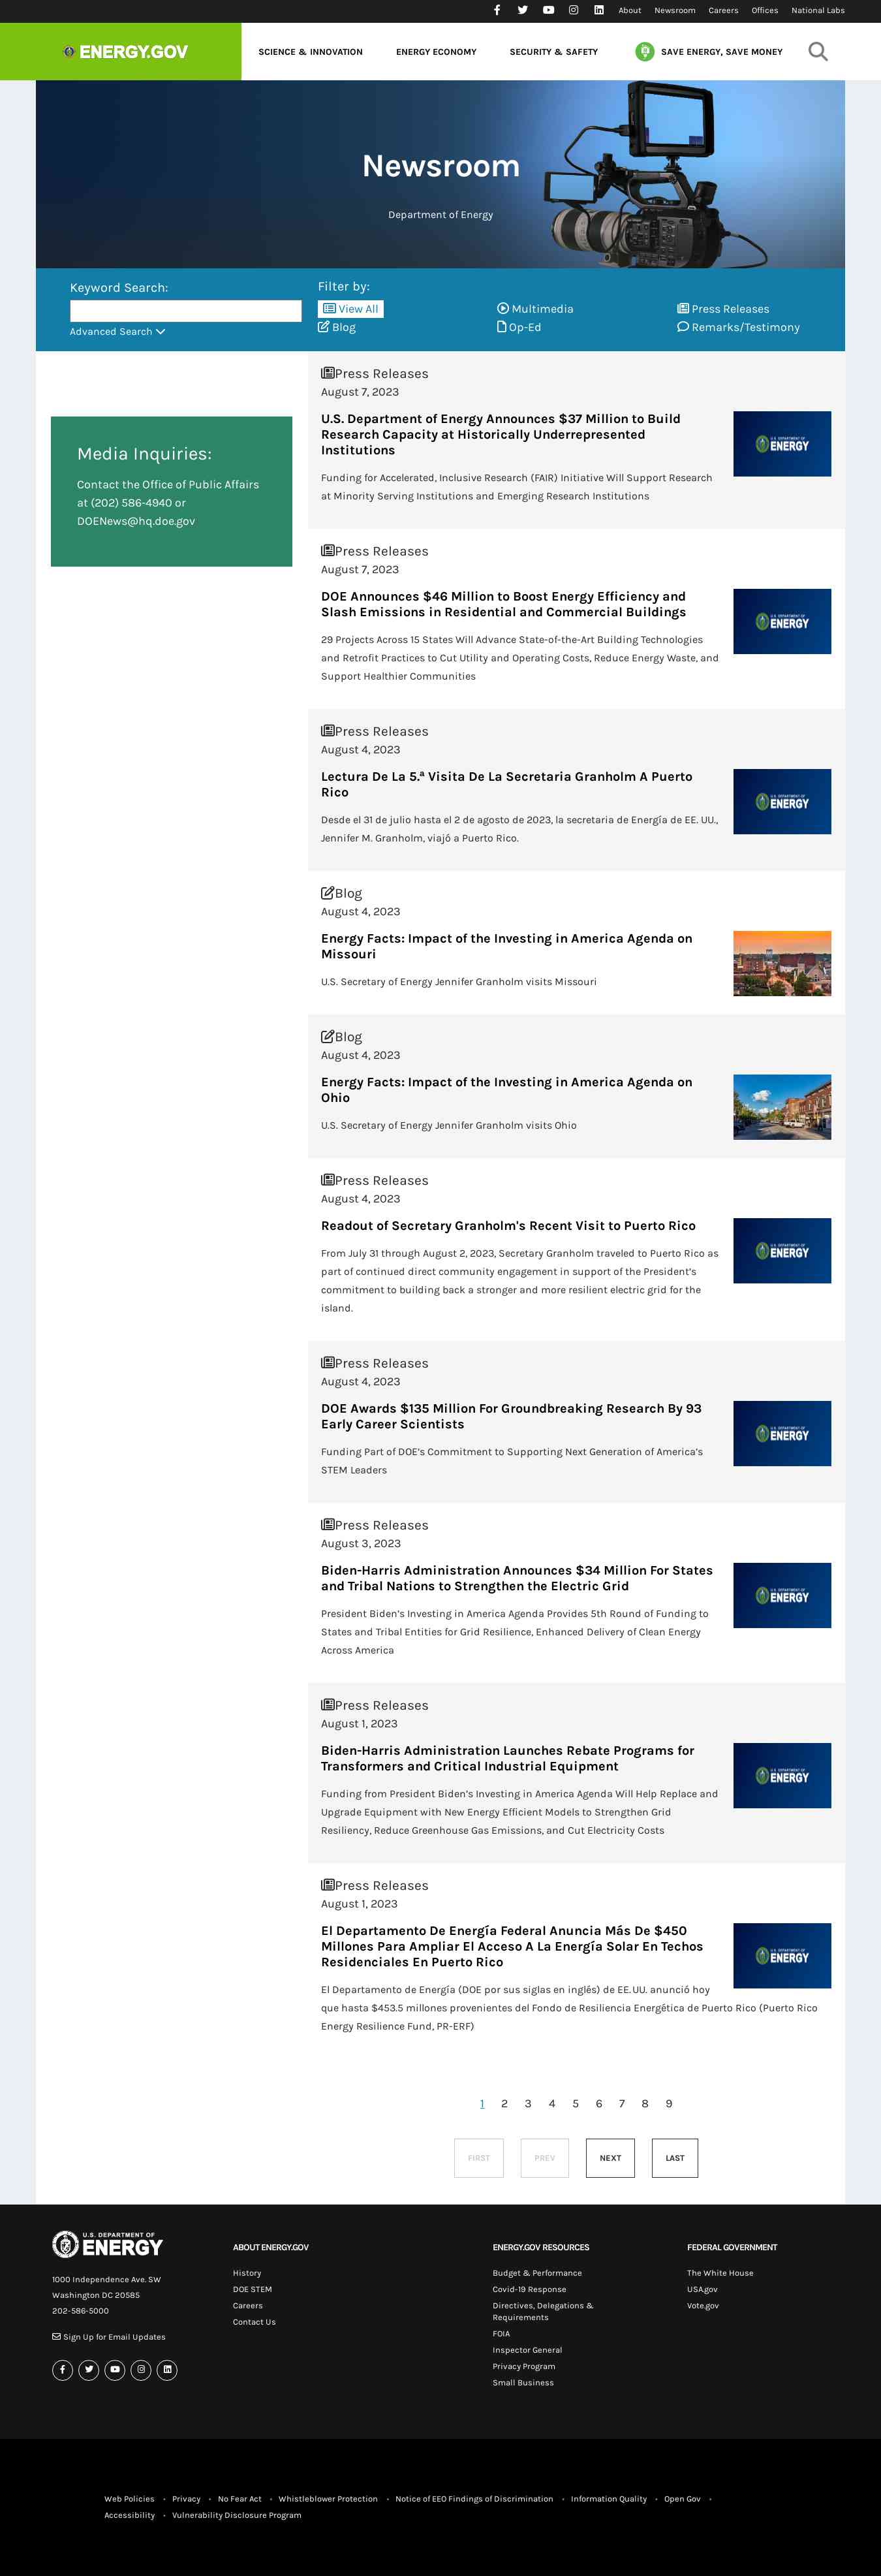 About Newsroom Careers Offices National Labs
ENERGY.GOV
SCIENCE & INNOVATION ENERGY ECONOMY SECURITY & SAFETY SAVE ENERGY, SAVE MONEY
Newsroom
Department of Energy
Keyword Search:
Advanced Search
Filter by:
View All Multimedia Press Releases
Blog Op-Ed Remarks/Testimony
Media Inquiries:
Contact the Office of Public Affairs
at (202) 586-4940 or
DOENews@hq.doe.gov
Press Releases
August 7, 2023
U.S. Department of Energy Announces $37 Million to Build
Research Capacity at Historically Underrepresented
Institutions
U.S. DEPARTMENT OF
ENERGY
Funding for Accelerated, Inclusive Research (FAIR) Initiative Will Support Research
at Minority Serving Institutions and Emerging Research Institutions
Press Releases
August 7, 2023
DOE Announces $46 Million to Boost Energy Efficiency and
Slash Emissions in Residential and Commercial Buildings
U.S. DEPARTMENT OF
ENERGY
29 Projects Across 15 States Will Advance State-of-the-Art Building Technologies
and Retrofit Practices to Cut Utility and Operating Costs, Reduce Energy Waste, and
Support Healthier Communities
Press Releases
August 4, 2023
Lectura De La 5.ª Visita De La Secretaria Granholm A Puerto
Rico
U.S. DEPARTMENT OF
ENERGY
Desde el 31 de julio hasta el 2 de agosto de 2023, la secretaria de Energía de EE. UU.,
Jennifer M. Granholm, viajó a Puerto Rico.
Blog
August 4, 2023
Energy Facts: Impact of the Investing in America Agenda on
Missouri
U.S. Secretary of Energy Jennifer Granholm visits Missouri
Blog
August 4, 2023
Energy Facts: Impact of the Investing in America Agenda on
Ohio
U.S. Secretary of Energy Jennifer Granholm visits Ohio
Press Releases
August 4, 2023
Readout of Secretary Granholm's Recent Visit to Puerto Rico
U.S. DEPARTMENT OF
ENERGY
From July 31 through August 2, 2023, Secretary Granholm traveled to Puerto Rico as
part of continued direct community engagement in support of the President's
commitment to building back a stronger and more resilient electric grid for the
island.
Press Releases
August 4, 2023
DOE Awards $135 Million For Groundbreaking Research By 93
Early Career Scientists
U.S. DEPARTMENT OF
ENERGY
Funding Part of DOE's Commitment to Supporting Next Generation of America's
STEM Leaders
Press Releases
August 3, 2023
Biden-Harris Administration Announces $34 Million For States
and Tribal Nations to Strengthen the Electric Grid
U.S. DEPARTMENT OF
ENERGY
President Biden's Investing in America Agenda Provides 5th Round of Funding to
States and Tribal Entities for Grid Resilience, Enhanced Delivery of Clean Energy
Across America
Press Releases
August 1, 2023
Biden-Harris Administration Launches Rebate Programs for
Transformers and Critical Industrial Equipment
U.S. DEPARTMENT OF
ENERGY
Funding from President Biden's Investing in America Agenda Will Help Replace and
Upgrade Equipment with New Energy Efficient Models to Strengthen Grid
Resiliency, Reduce Greenhouse Gas Emissions, and Cut Electricity Costs
Press Releases
August 1, 2023
El Departamento De Energía Federal Anuncia Más De $450
Millones Para Ampliar El Acceso A La Energía Solar En Techos
Residenciales En Puerto Rico
U.S. DEPARTMENT OF
ENERGY
El Departamento de Energía (DOE por sus siglas en inglés) de EE. UU. anunció hoy
que hasta $453.5 millones provenientes del Fondo de Resiliencia Energética de Puerto Rico (Puerto Rico
Energy Resilience Fund, PR-ERF)
1 2 3 4 5 6 7 8 9
FIRST PREV NEXT LAST
U.S. DEPARTMENT OF
ENERGY
1000 Independence Ave. SW
Washington DC 20585
202-586-5000
Sign Up for Email Updates
ABOUT ENERGY.GOV
History
DOE STEM
Careers
Contact Us
ENERGY.GOV RESOURCES
Budget & Performance
Covid-19 Response
Directives, Delegations &
Requirements
FOIA
Inspector General
Privacy Program
Small Business
FEDERAL GOVERNMENT
The White House
USA.gov
Vote.gov
Web Policies • Privacy • No Fear Act • Whistleblower Protection • Notice of EEO Findings of Discrimination • Information Quality • Open Gov •
Accessibility • Vulnerability Disclosure Program